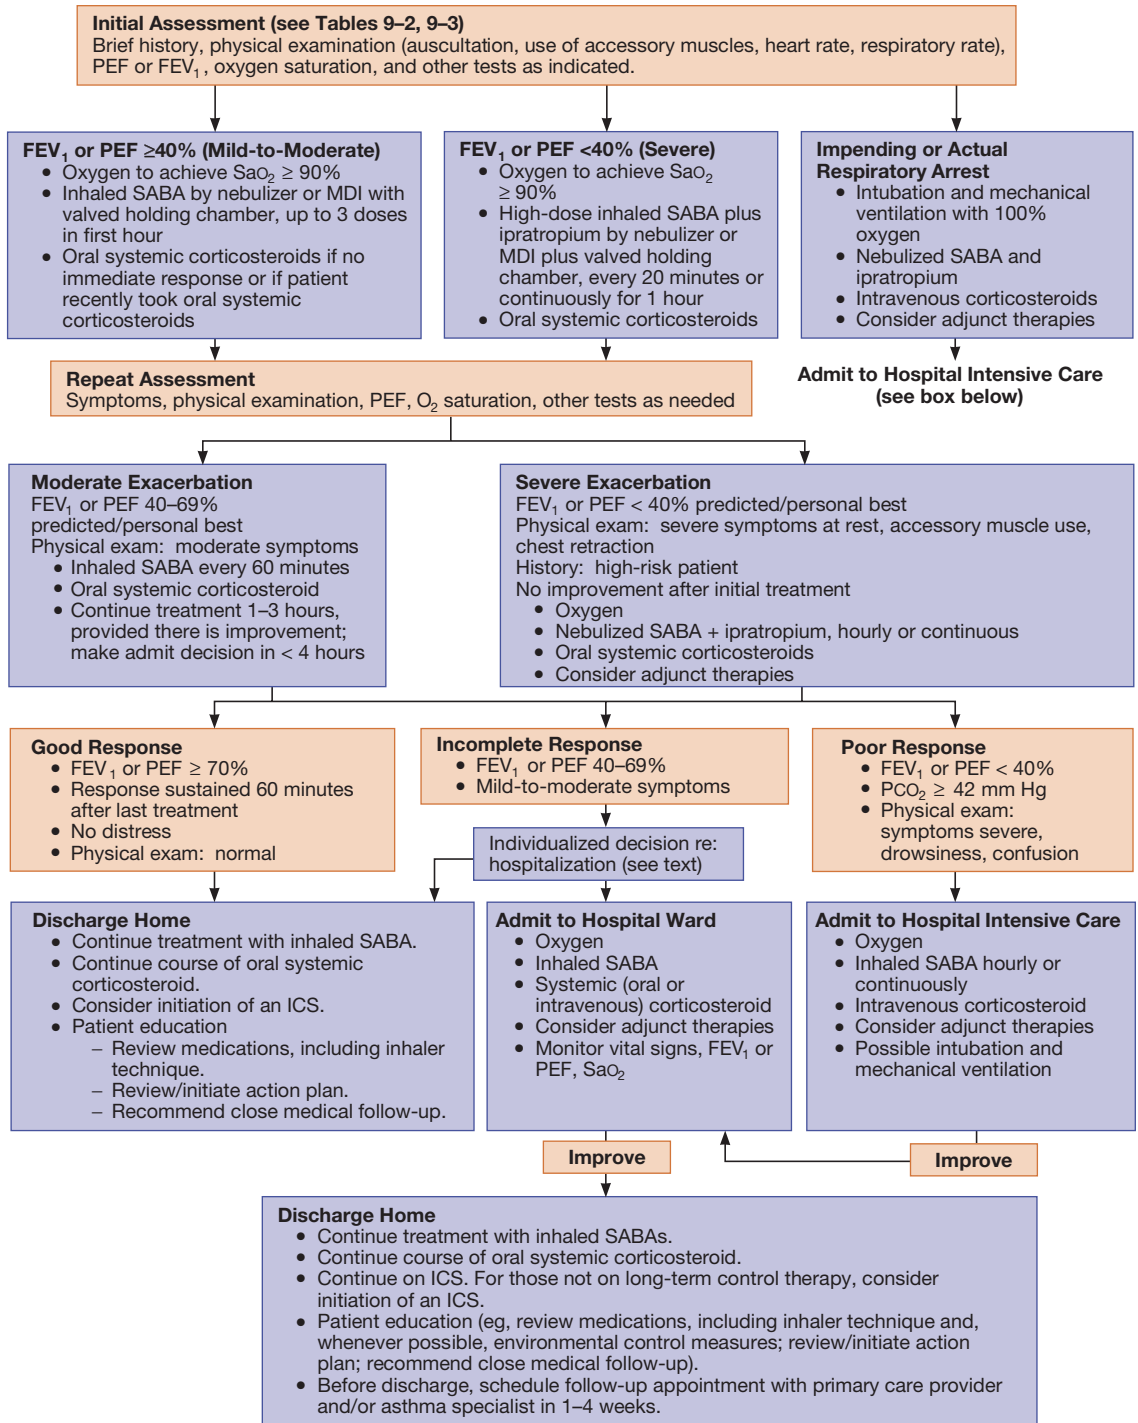 Initial Assessment (see Tables 9–2, 9–3)
Brief history, physical examination (auscultation, use of accessory muscles, heart rate, respiratory rate),
PEF or FEV1, oxygen saturation, and other tests as indicated.
FEV1 or PEF ≥40% (Mild-to-Moderate)
• Oxygen to achieve SaO2 ≥ 90%
• Inhaled SABA by nebulizer or MDI with
valved holding chamber, up to 3 doses
in first hour
• Oral systemic corticosteroids if no
immediate response or if patient
recently took oral systemic
corticosteroids
FEV1 or PEF <40% (Severe)
• Oxygen to achieve SaO2
≥ 90%
• High-dose inhaled SABA plus
ipratropium by nebulizer or
MDI plus valved holding
chamber, every 20 minutes or
continuously for 1 hour
• Oral systemic corticosteroids
Impending or Actual
Respiratory Arrest
• Intubation and mechanical
ventilation with 100%
oxygen
• Nebulized SABA and
ipratropium
• Intravenous corticosteroids
• Consider adjunct therapies
Admit to Hospital Intensive Care
(see box below)
Repeat Assessment
Symptoms, physical examination, PEF, O2 saturation, other tests as needed
Moderate Exacerbation
FEV1 or PEF 40–69%
predicted/personal best
Physical exam: moderate symptoms
• Inhaled SABA every 60 minutes
• Oral systemic corticosteroid
• Continue treatment 1–3 hours,
provided there is improvement;
make admit decision in < 4 hours
Severe Exacerbation
FEV1 or PEF < 40% predicted/personal best
Physical exam: severe symptoms at rest, accessory muscle use,
chest retraction
History: high-risk patient
No improvement after initial treatment
• Oxygen
• Nebulized SABA + ipratropium, hourly or continuous
• Oral systemic corticosteroids
• Consider adjunct therapies
Good Response
• FEV1 or PEF ≥ 70%
• Response sustained 60 minutes
after last treatment
• No distress
• Physical exam: normal
Incomplete Response
• FEV1 or PEF 40–69%
• Mild-to-moderate symptoms
Poor Response
• FEV1 or PEF < 40%
• PCO2 ≥ 42 mm Hg
• Physical exam:
symptoms severe,
drowsiness, confusion
Individualized decision re:
hospitalization (see text)
Discharge Home
• Continue treatment with inhaled SABA.
• Continue course of oral systemic
corticosteroid.
• Consider initiation of an ICS.
• Patient education
– Review medications, including inhaler
technique.
– Review/initiate action plan.
– Recommend close medical follow-up.
Admit to Hospital Ward
• Oxygen
• Inhaled SABA
• Systemic (oral or
intravenous) corticosteroid
• Consider adjunct therapies
• Monitor vital signs, FEV1 or
PEF, SaO2
Admit to Hospital Intensive Care
• Oxygen
• Inhaled SABA hourly or
continuously
• Intravenous corticosteroid
• Consider adjunct therapies
• Possible intubation and
mechanical ventilation
Improve
Improve
Discharge Home
• Continue treatment with inhaled SABAs.
• Continue course of oral systemic corticosteroid.
• Continue on ICS. For those not on long-term control therapy, consider
initiation of an ICS.
• Patient education (eg, review medications, including inhaler technique and,
whenever possible, environmental control measures; review/initiate action
plan; recommend close medical follow-up).
• Before discharge, schedule follow-up appointment with primary care provider
and/or asthma specialist in 1–4 weeks.